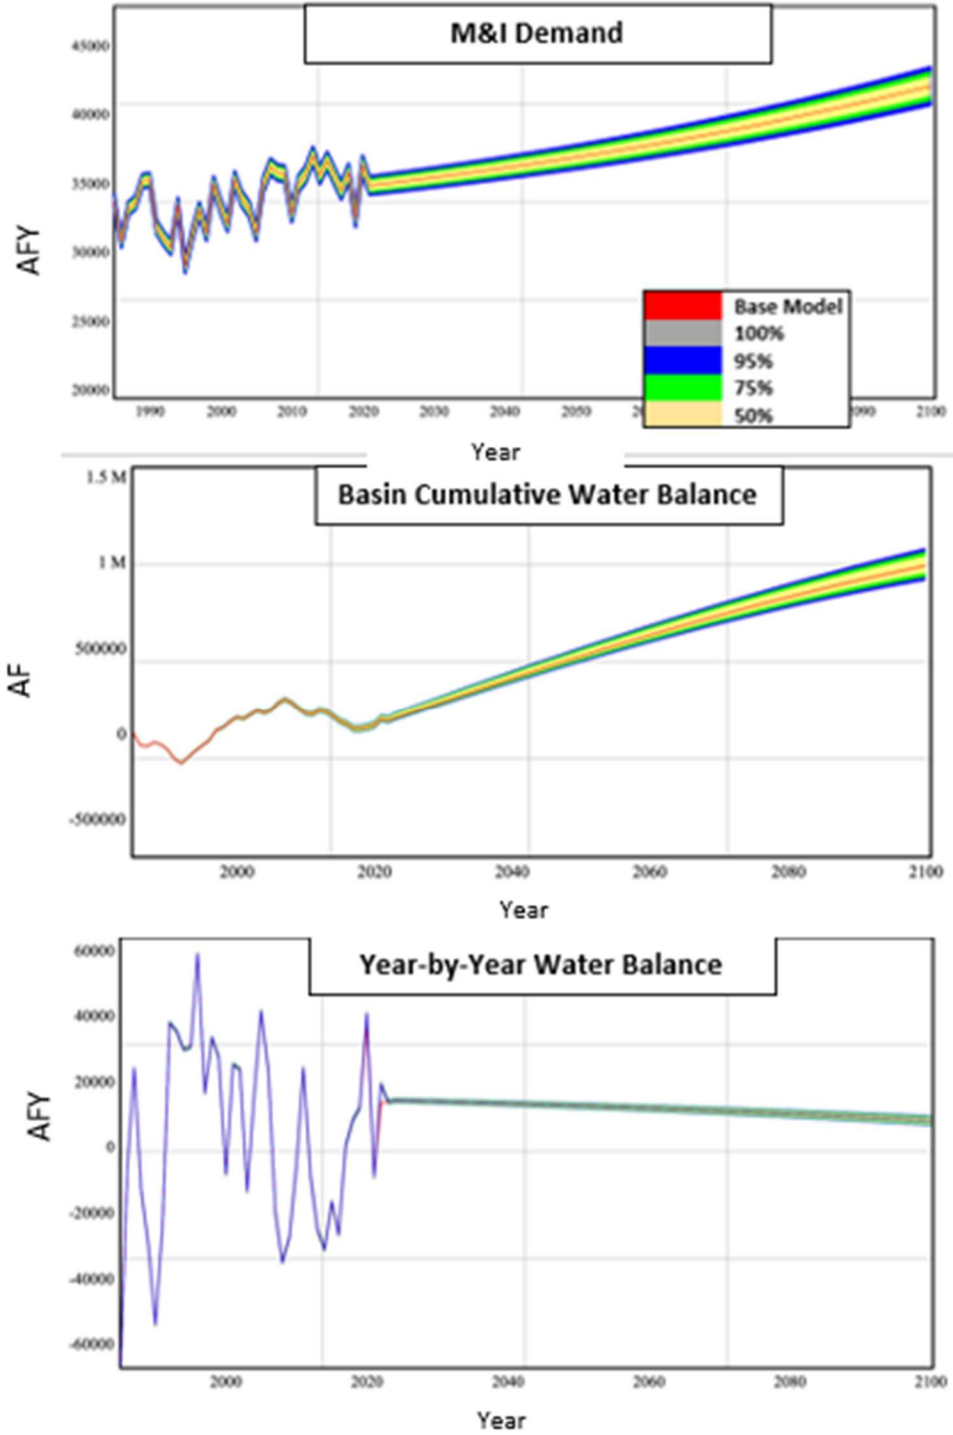 M&I Demand
45000
40000
35000
30000
25000
20000
AFY
Base Model
100%
95%
75%
50%
1990 2000 2010 2020 2030 2040 2050 2100
Year
Basin Cumulative Water Balance
1.5 M
1 M
500000
0
-500000
AF
2000 2020 2040 2060 2080 2100
Year
Year-by-Year Water Balance
60000
40000
20000
0
-20000
-40000
-60000
AFY
2000 2020 2040 2060 2080 2100
Year